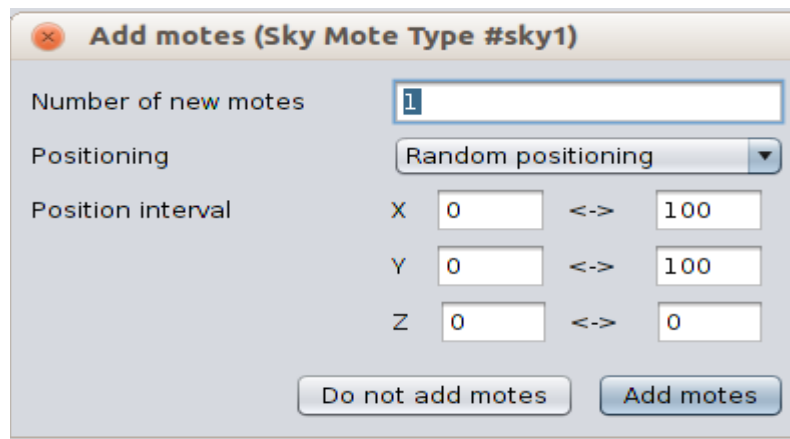 Add motes (Sky Mote Type #sky1)
Number of new motes 1
Positioning Random positioning
Position interval X 0 <-> 100
Y 0 <-> 100
Z 0 <-> 0
Do not add motes Add motes